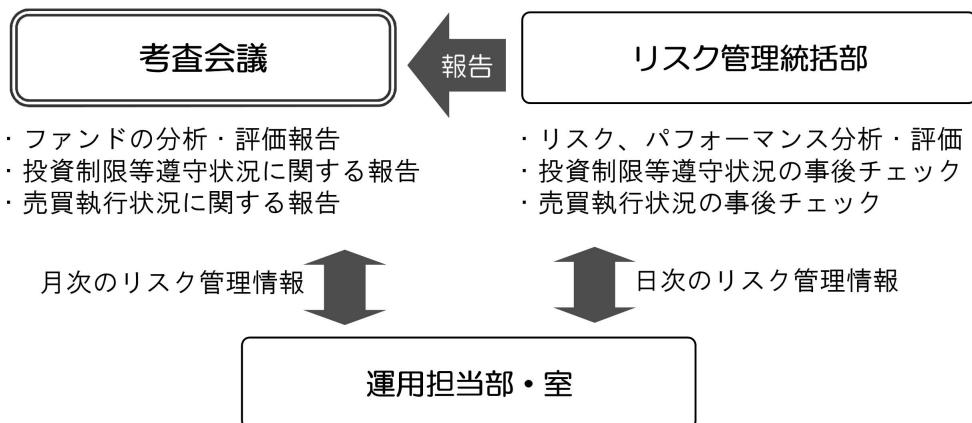 考査会議
報告
リスク管理統括部
・ファンドの分析・評価報告
・投資制限等遵守状況に関する報告
・売買執行状況に関する報告
・リスク、パフォーマンス分析・評価
・投資制限等遵守状況の事後チェック
・売買執行状況の事後チェック
月次のリスク管理情報
日次のリスク管理情報
運用担当部・室